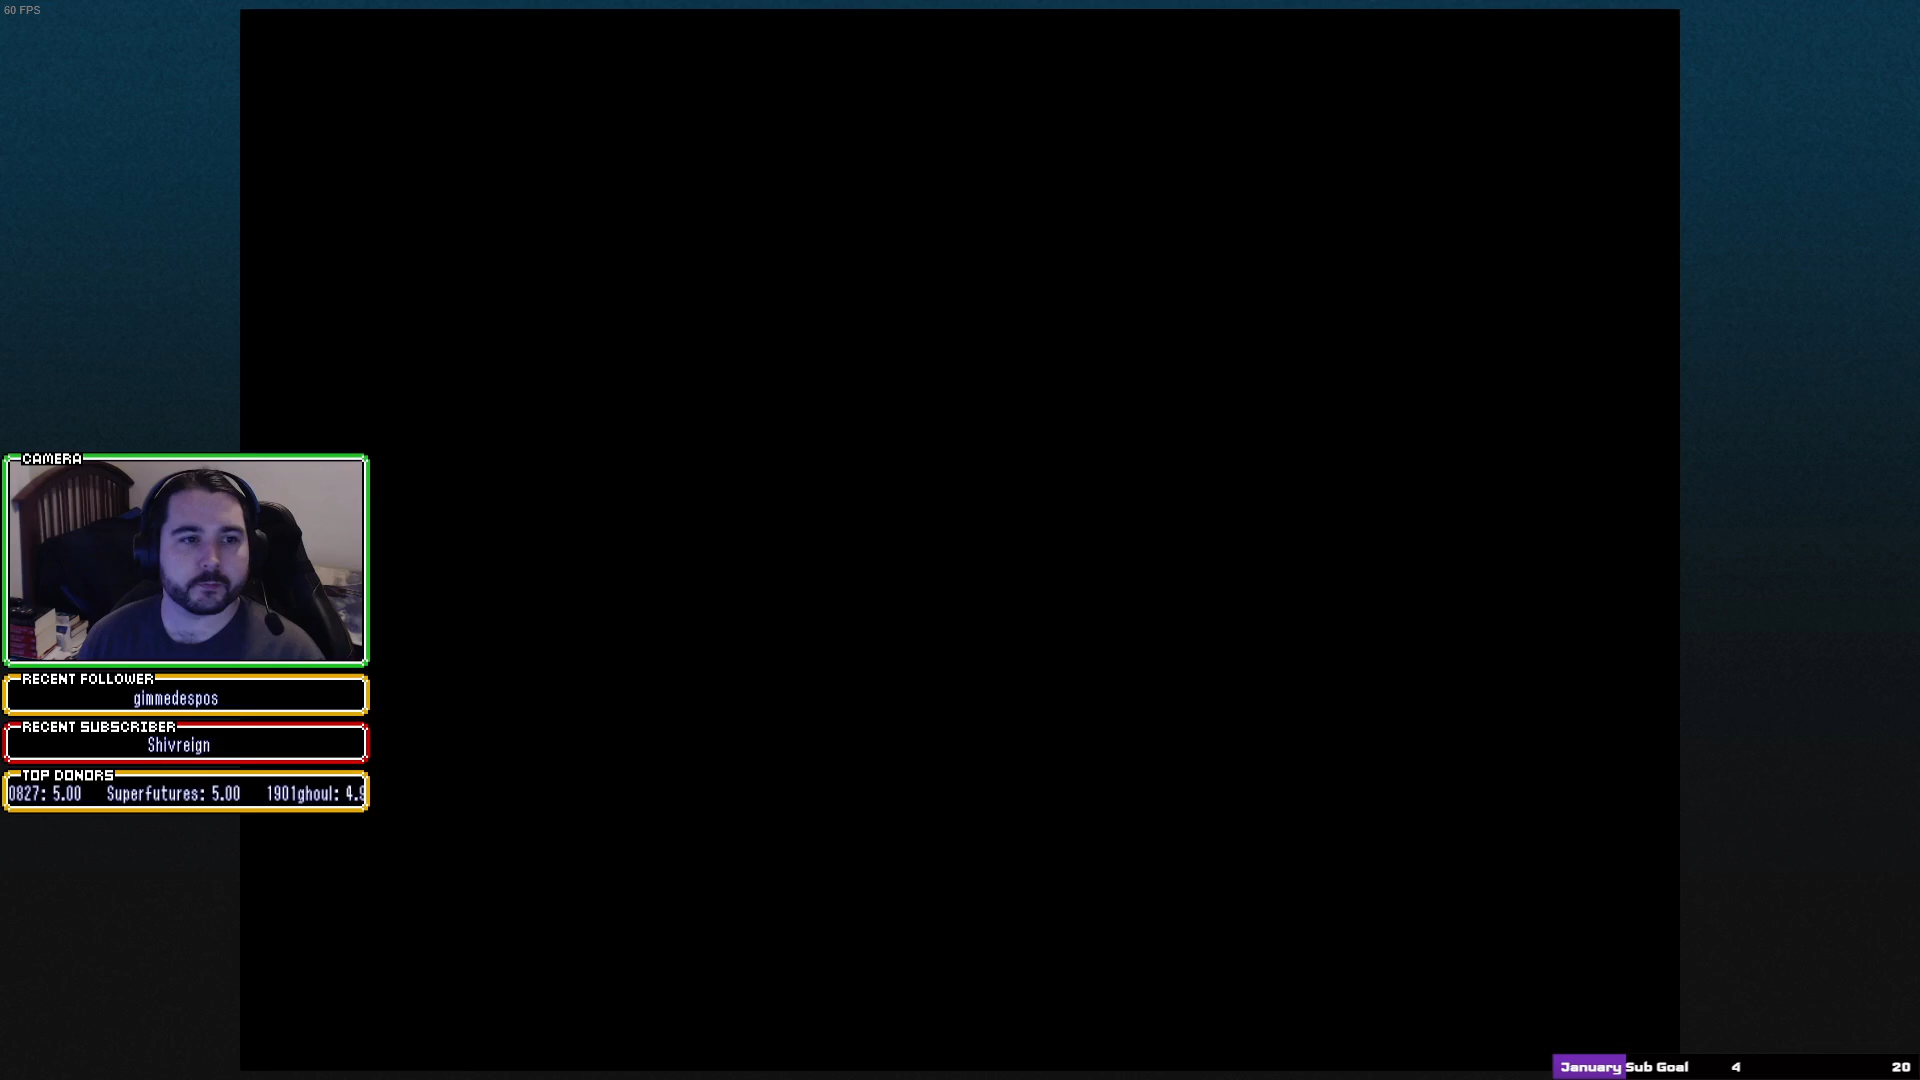 60 FPS
CAMERA
RECENT FOLLOWER
gimmedespos
RECENT SUBSCRIBER
Shivreign
TOP DONORS
0827: 5.00 Superfutures: 5.00 1901ghoul: 4.9
January Sub Goal 4 20